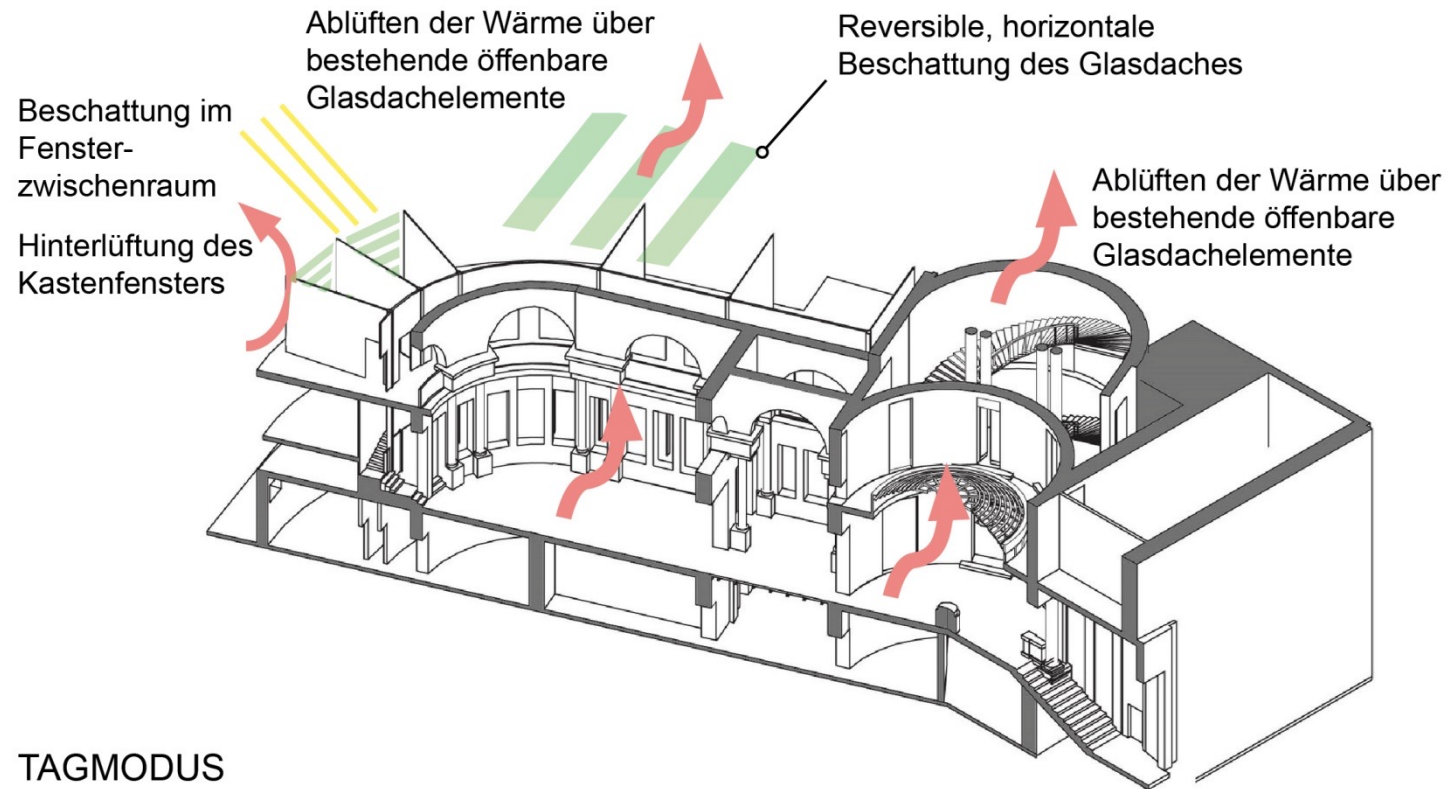 Ablüften der Wärme über
bestehende öffenbare
Glasdachelemente
Reversible, horizontale
Beschattung des Glasdaches
Beschattung im
Fenster-
zwischenraum
Hinterlüftung des
Kastenfensters
Ablüften der Wärme über
bestehende öffenbare
Glasdachelemente
TAGMODUS